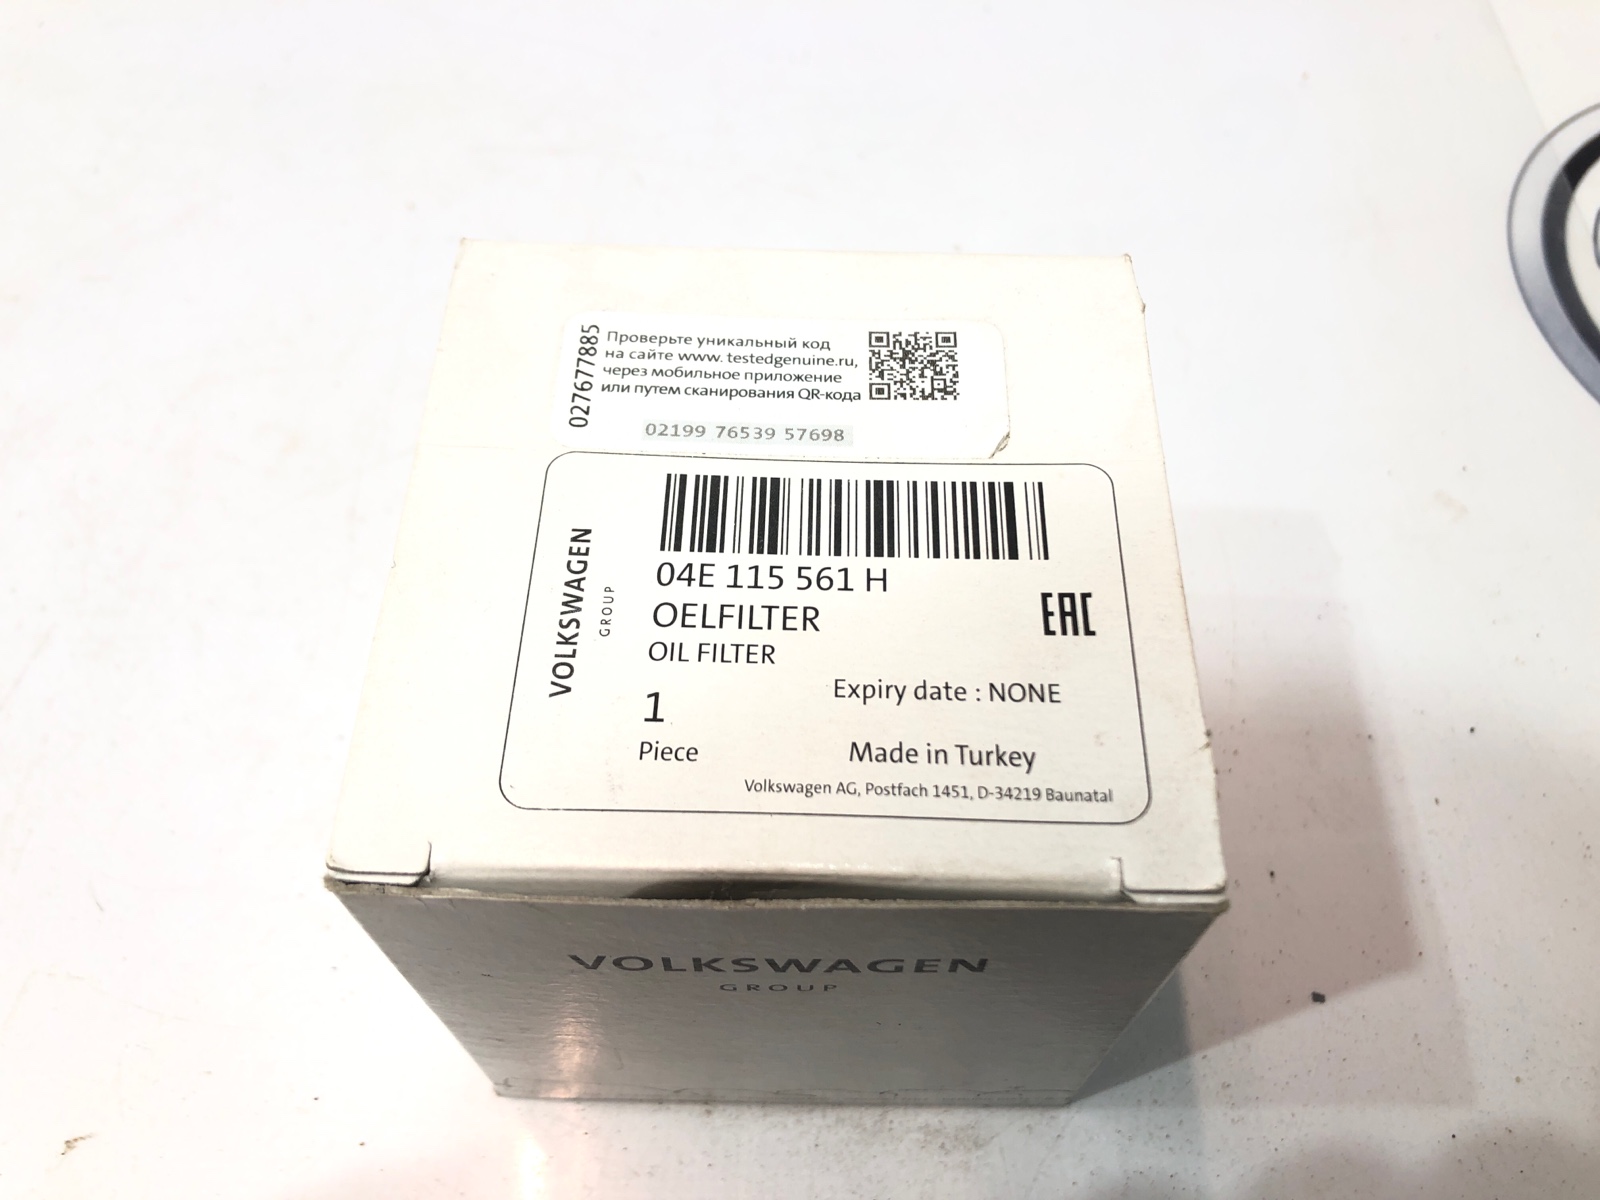 027677885
Проверьте уникальный код
на сайте www. testedgenuine.ru,
через мобильное приложение
или путем сканирования QR-кода
02199 76539 57698
VOLKSWAGEN
GROUP
04E 115 561 H
OELFILTER
OIL FILTER
EAC
1
Piece
Expiry date : NONE
Made in Turkey
Volkswagen AG, Postfach 1451, D-34219 Baunatal
VOLKSWAGEN
GROUP